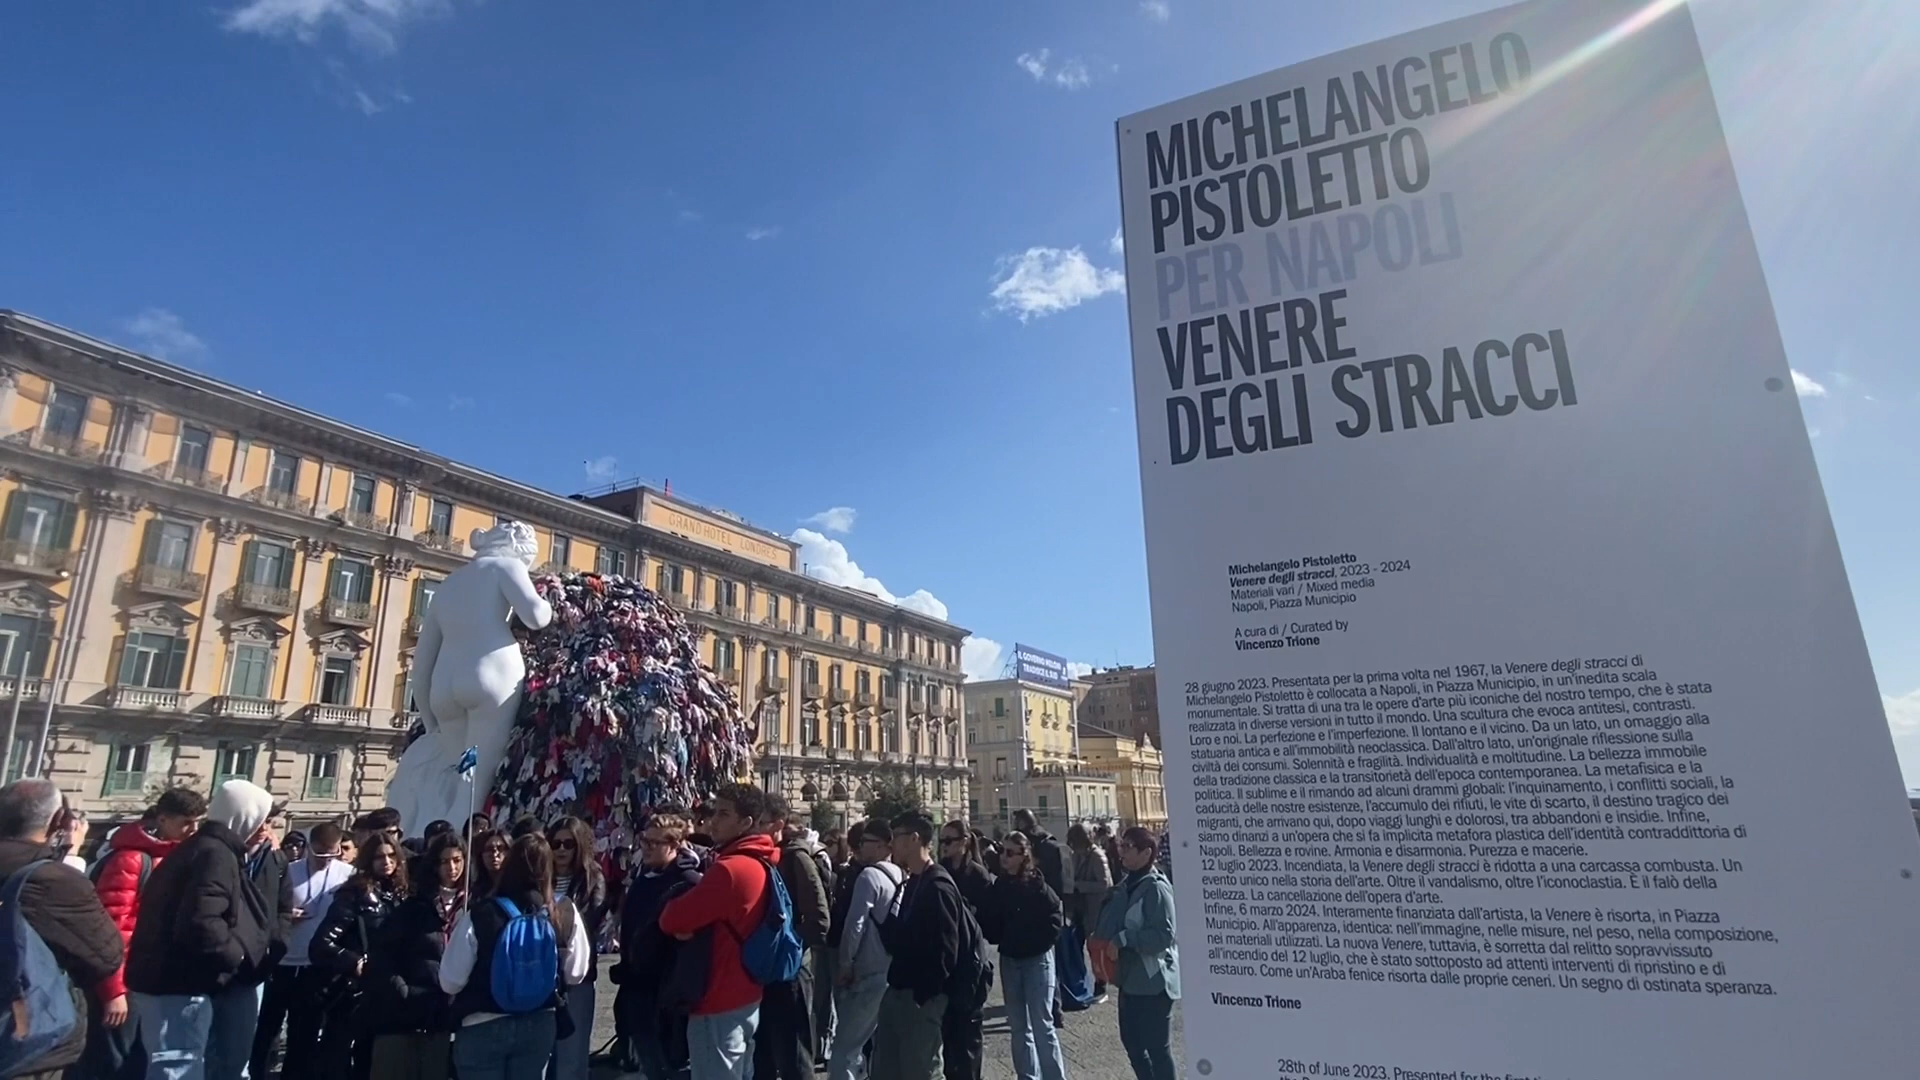 MICHELANGELO
PISTOLETTO
PER NAPOLI
VENERE
DEGLI STRACCI
GRAND HOTEL LONDRES
IL GOVERNO MELONI
TRADISCE IL SUD
Michelangelo Pistoletto
Venere degli stracci, 2023 - 2024
Materiali vari / Mixed media
Napoli, Piazza Municipio
A cura di / Curated by
Vincenzo Trione
28 giugno 2023. Presentata per la prima volta nel 1967, la Venere degli stracci di
Michelangelo Pistoletto è collocata a Napoli, in Piazza Municipio, in un'inedita scala
monumentale. Si tratta di una tra le opere d'arte più iconiche del nostro tempo, che è stata
realizzata in diverse versioni in tutto il mondo. Una scultura che evoca antitesi, contrasti.
Loro e noi. La perfezione e l'imperfezione. Il lontano e il vicino. Da un lato, un omaggio alla
statuaria antica e all'immobilità neoclassica. Dall'altro lato, un'originale riflessione sulla
civiltà dei consumi. Solennità e fragilità. Individualità e moltitudine. La bellezza immobile
della tradizione classica e la transitorietà dell'epoca contemporanea. La metafisica e la
politica. Il sublime e il rimando ad alcuni drammi globali: l'inquinamento, i conflitti sociali, la
caducità delle nostre esistenze, l'accumulo dei rifiuti, le vite di scarto, il destino tragico dei
migranti, che arrivano qui, dopo viaggi lunghi e dolorosi, tra abbandoni e insidie. Infine,
siamo dinanzi a un'opera che si fa implicita metafora plastica dell'identità contraddittoria di
Napoli. Bellezza e rovine. Armonia e disarmonia. Purezza e macerie.
12 luglio 2023. Incendiata, la Venere degli stracci è ridotta a una carcassa combusta. Un
evento unico nella storia dell'arte. Oltre il vandalismo, oltre l'iconoclastia. È il falò della
bellezza. La cancellazione dell'opera d'arte.
Infine, 6 marzo 2024. Interamente finanziata dall'artista, la Venere è risorta, in Piazza
Municipio. All'apparenza, identica: nell'immagine, nelle misure, nel peso, nella composizione,
nei materiali utilizzati. La nuova Venere, tuttavia, è sorretta dal relitto sopravvissuto
all'incendio del 12 luglio, che è stato sottoposto ad attenti interventi di ripristino e di
restauro. Come un'Araba fenice risorta dalle proprie ceneri. Un segno di ostinata speranza.
Vincenzo Trione
28th of June 2023. Presented for the first